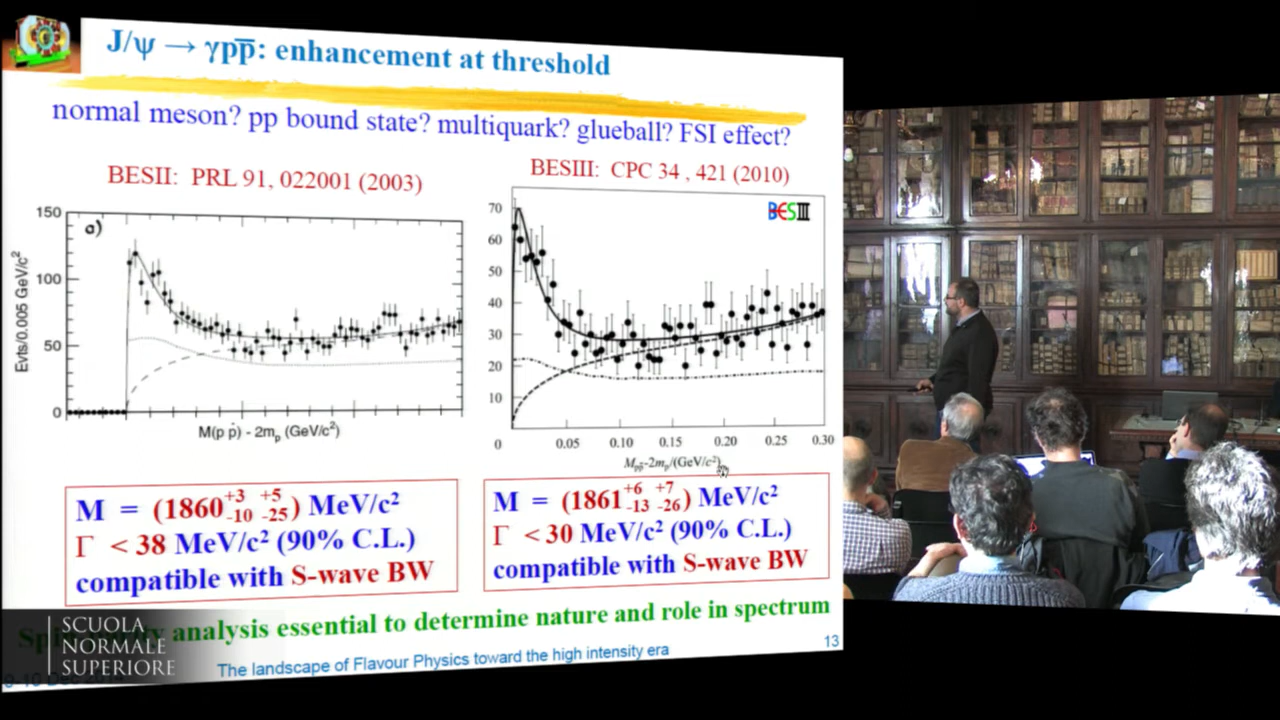 J/ψ → γpp̅: enhancement at threshold
normal meson? pp bound state? multiquark? glueball? FSI effect?
BESII: PRL 91, 022001 (2003)
BESIII: CPC 34 , 421 (2010)
a)
150
100
50
0
Evts/0.005 GeV/c²
M(p p̅) - 2mₚ (GeV/c²)
BESIII
70
60
50
40
30
20
10
0
0.05
0.10
0.15
0.20
0.25
0.30
Mpp̅-2mₚ/(GeV/c²)
M = (1860 +3 -10 +5 -25) MeV/c²
Γ < 38 MeV/c² (90% C.L.)
compatible with S-wave BW
M = (1861 +6 -13 +7 -26) MeV/c²
Γ < 30 MeV/c² (90% C.L.)
compatible with S-wave BW
analysis essential to determine nature and role in spectrum
The landscape of Flavour Physics toward the high intensity era
13
SCUOLA
NORMALE
SUPERIORE